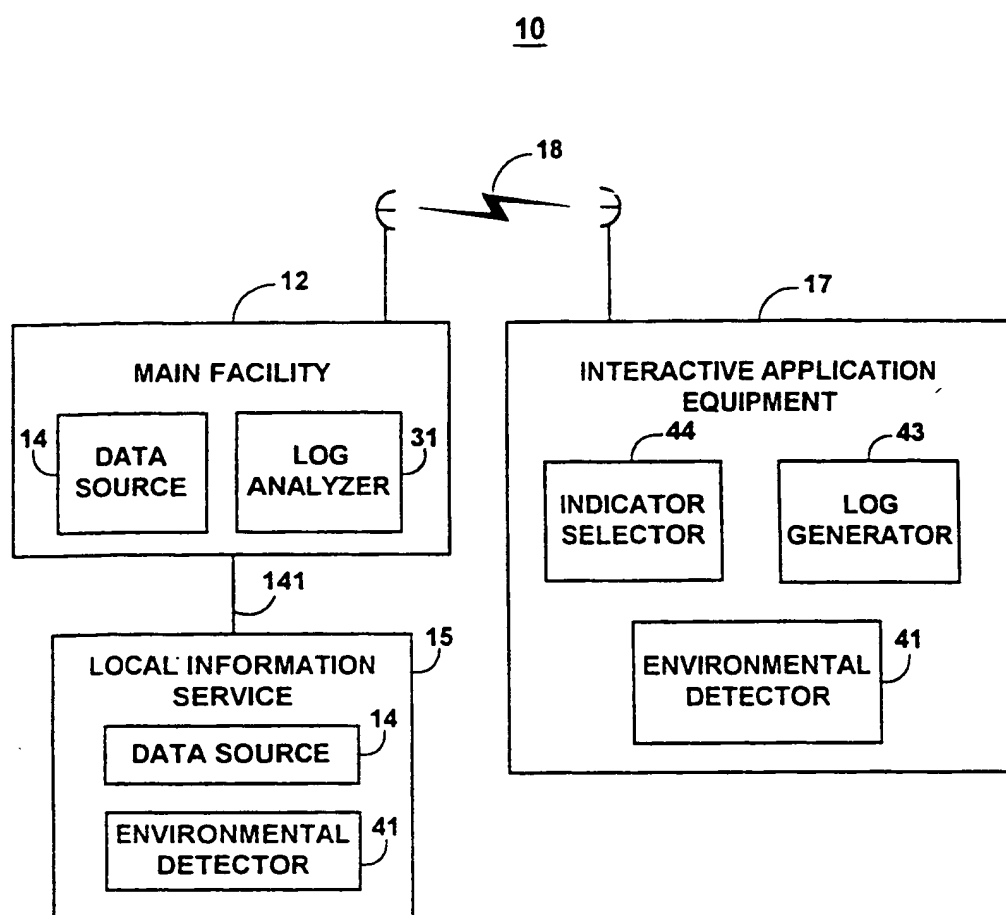 10
18
12
17
MAIN FACILITY
14
DATA
SOURCE
LOG
ANALYZER
31
INTERACTIVE APPLICATION
EQUIPMENT
44
INDICATOR
SELECTOR
43
LOG
GENERATOR
141
15
LOCAL INFORMATION
SERVICE
14
DATA SOURCE
41
ENVIRONMENTAL
DETECTOR
41
ENVIRONMENTAL
DETECTOR